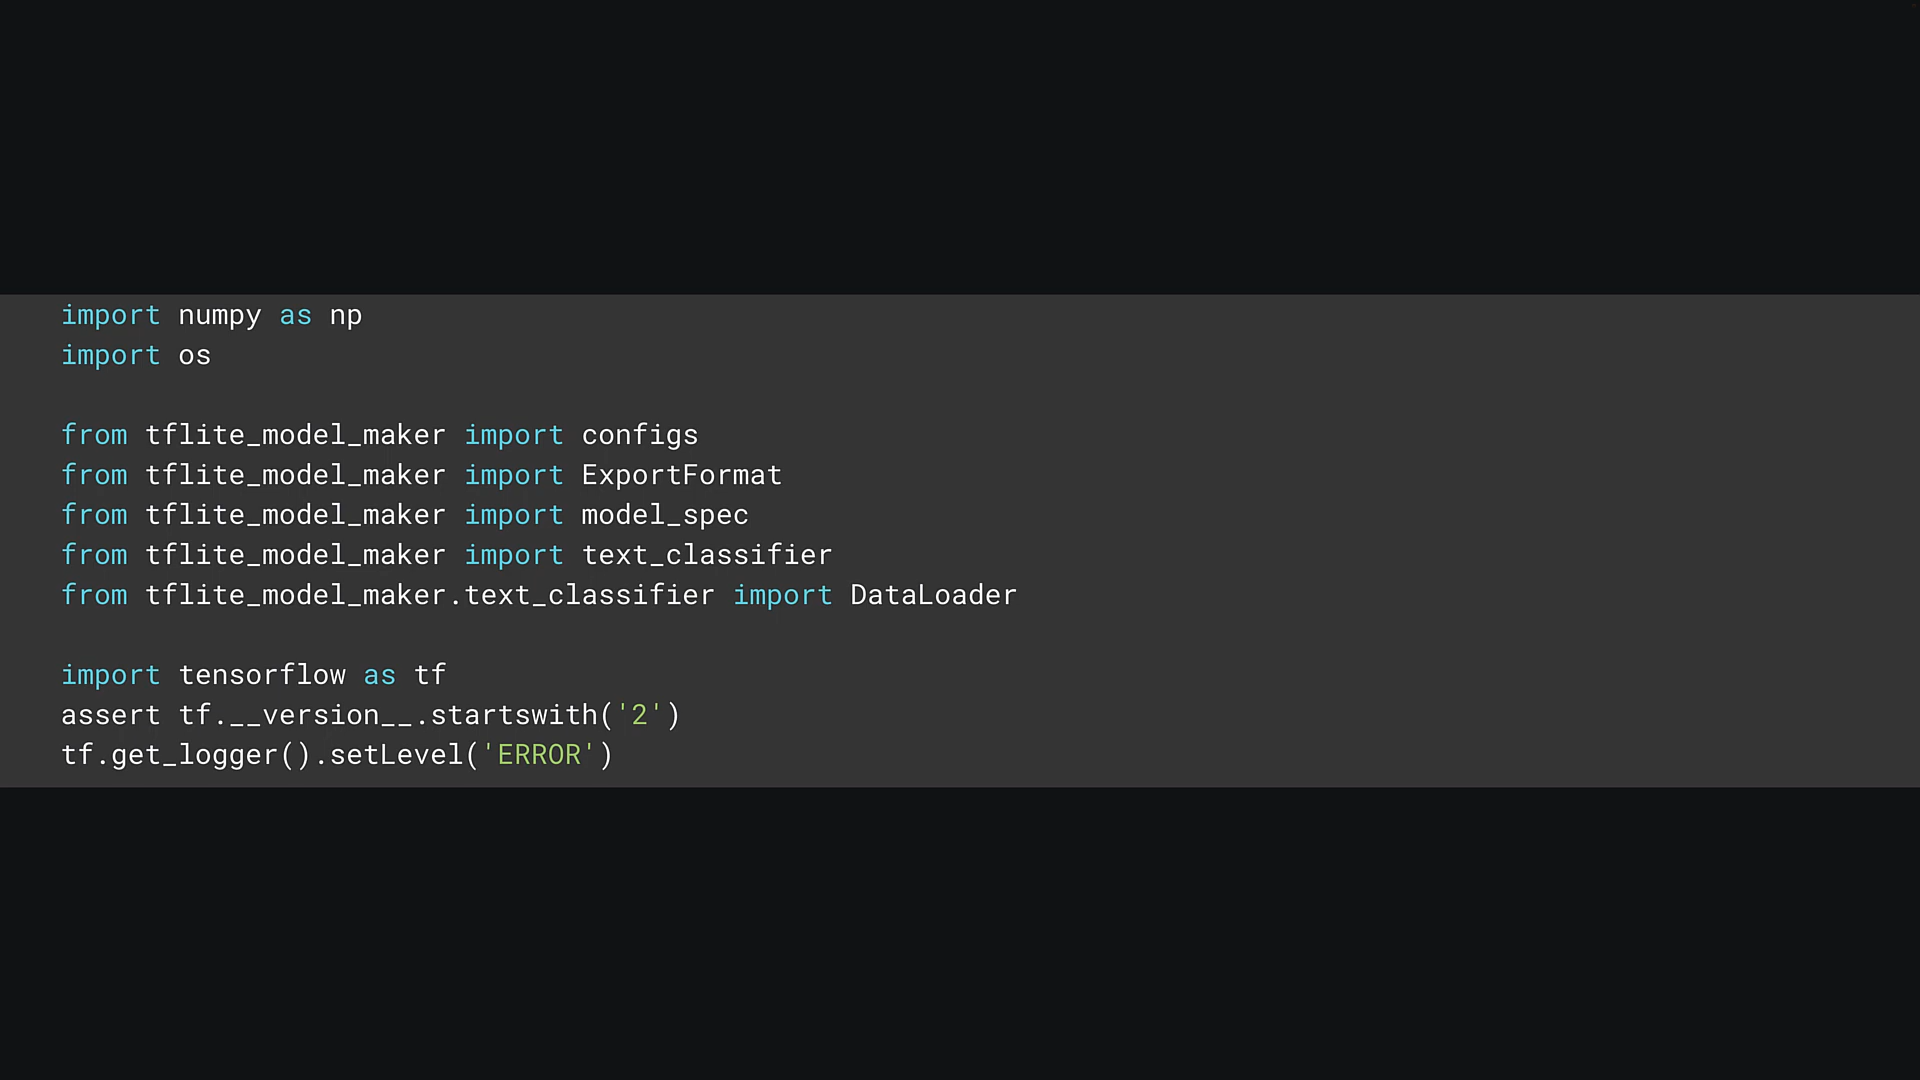 import numpy as np
import os
from tflite_model_maker import configs
from tflite_model_maker import ExportFormat
from tflite_model_maker import model_spec
from tflite_model_maker import text_classifier
from tflite_model_maker.text_classifier import DataLoader
import tensorflow as tf
assert tf.__version__.startswith('2')
tf.get_logger().setLevel('ERROR')